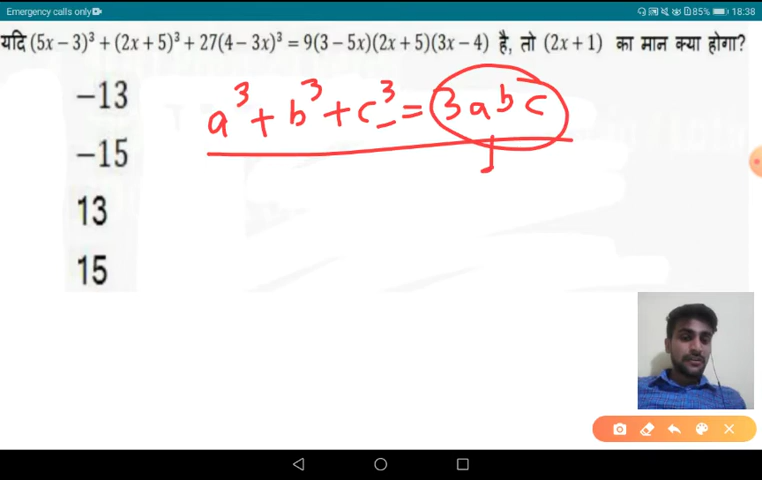 Emergency calls only 85% 18:38
यदि (5x − 3)³ + (2x + 5)³ + 27(4 − 3x)³ = 9(3 − 5x)(2x + 5)(3x − 4) है, तो (2x + 1) का मान क्या होगा?
a³ + b³ + c³ = 3abc
−13
−15
13
15